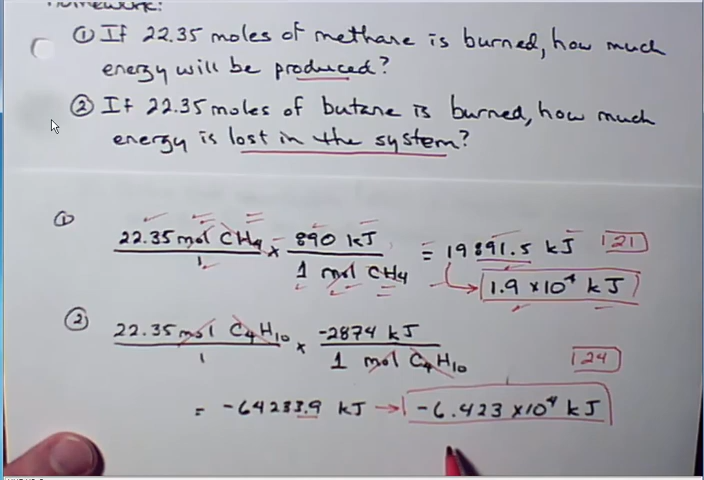 Homework:
① If 22.35 moles of methane is burned, how much
energy will be produced?
② If 22.35 moles of butane is burned, how much
energy is lost in the system?
①
22.35 mol CH₄ / 1 × 890 kJ / 1 mol CH₄ = 19891.5 kJ |21|
→ 1.9 × 10⁴ kJ
②
22.35 mol C₄H₁₀ / 1 × -2874 kJ / 1 mol C₄H₁₀
|24|
= -64233.9 kJ → -6.423 × 10⁴ kJ